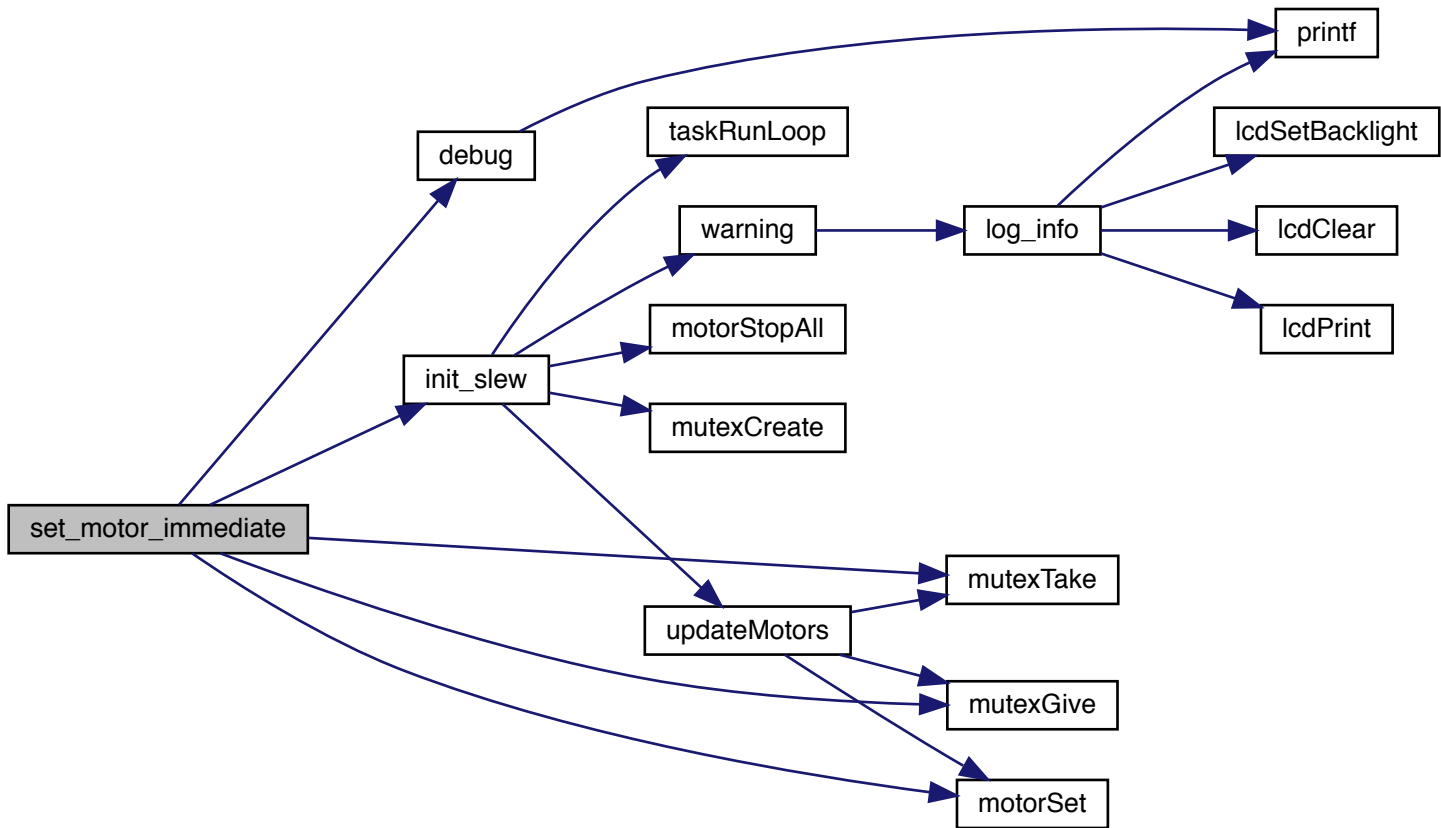 printf
taskRunLoop
lcdSetBacklight
debug
warning
log_info
lcdClear
motorStopAll
lcdPrint
init_slew
mutexCreate
set_motor_immediate
mutexTake
updateMotors
mutexGive
motorSet